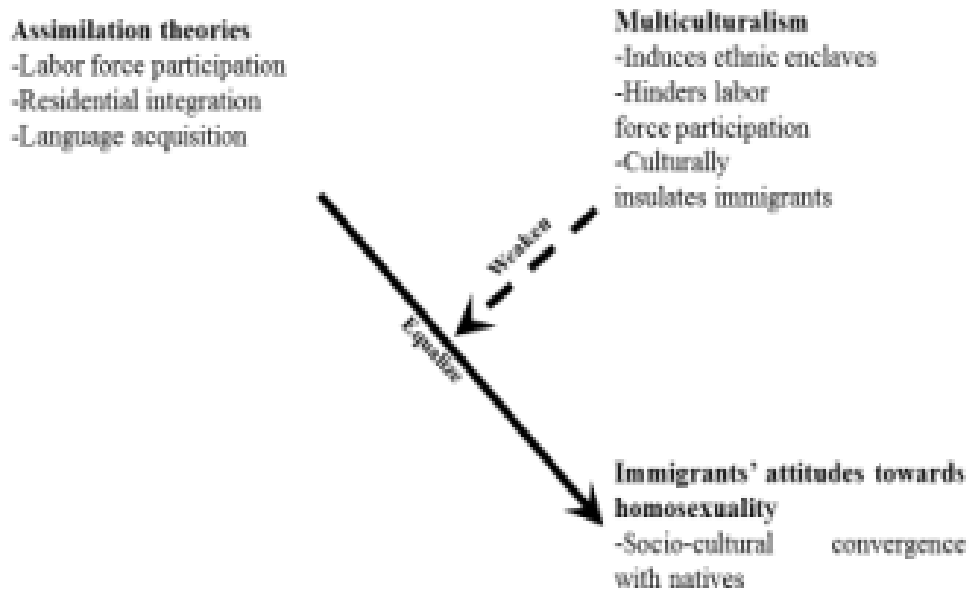 Assimilation theories
-Labor force participation
-Residential integration
-Language acquisition
Multiculturalism
-Induces ethnic enclaves
-Hinders labor
force participation
-Culturally
insulates immigrants
Weaken
Equalize
Immigrants’ attitudes towards
homosexuality
-Socio-cultural convergence
with natives